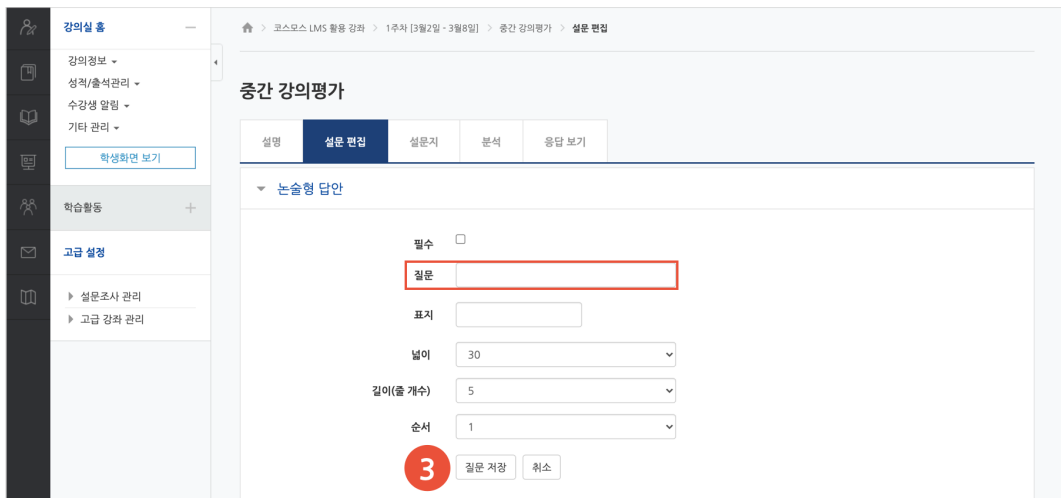 강의실 홈
강의정보
성적/출석관리
수강생 알림
기타 관리
학생화면 보기
학습활동
고급 설정
설문조사 관리
고급 강좌 관리
코스모스 LMS 활용 강좌 > 1주차 [3월2일 - 3월8일] > 중간 강의평가 > 설문 편집
중간 강의평가
설명 설문 편집 설문지 분석 응답 보기
논술형 답안
필수
질문
표지
넓이 30
길이(줄 개수) 5
순서 1
3 질문 저장 취소